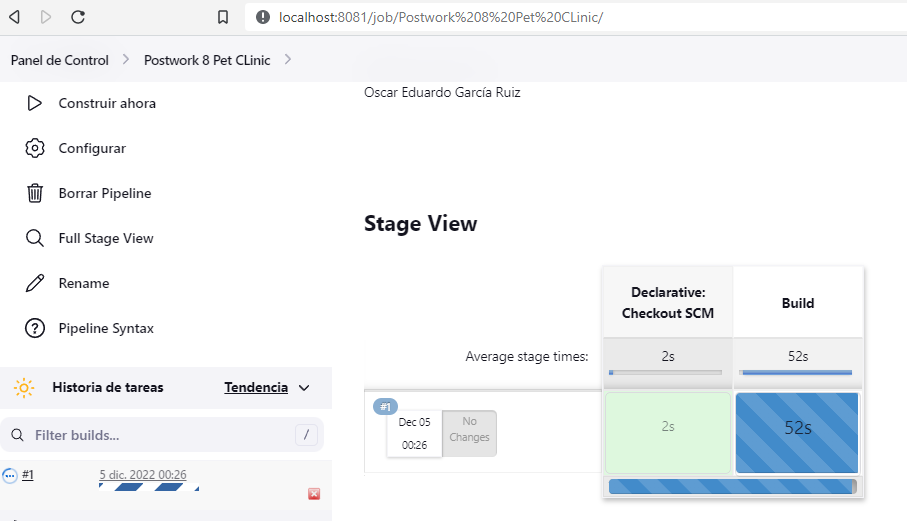 localhost:8081/job/Postwork%208%20Pet%20CLinic/
Panel de Control
Postwork 8 Pet CLinic
Construir ahora
Configurar
Borrar Pipeline
Full Stage View
Rename
Pipeline Syntax
Historia de tareas
Tendencia
Filter builds...
/
#1
5 dic. 2022 00:26
Oscar Eduardo García Ruiz
Stage View
Declarative:
Checkout SCM
Build
Average stage times:
2s
52s
#1
Dec 05
00:26
No
Changes
2s
52s